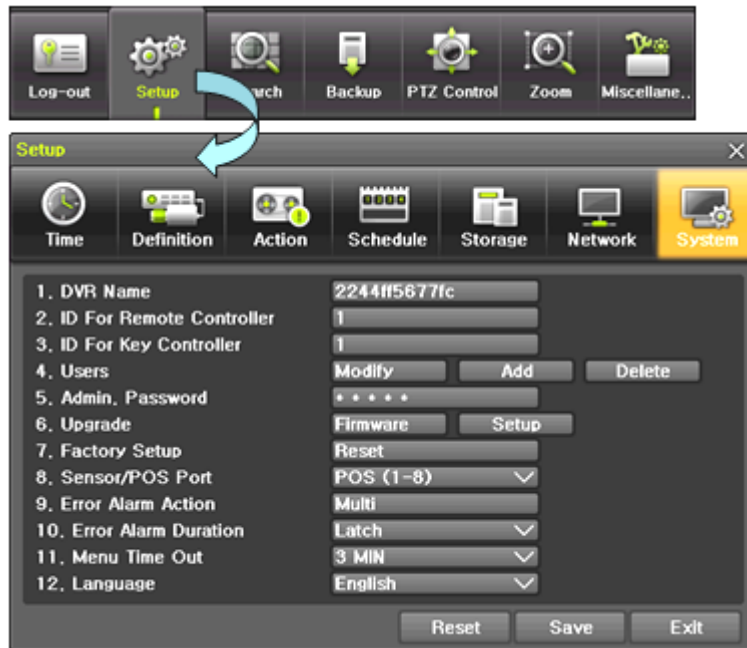 Log-out Setup arch Backup PTZ Control Zoom Miscellane..
Setup
Time Definition Action Schedule Storage Network System
1. DVR Name 2244ff5677fc
2. ID For Remote Controller 1
3. ID For Key Controller 1
4. Users Modify Add Delete
5. Admin. Password * * * * *
6. Upgrade Firmware Setup
7. Factory Setup Reset
8. Sensor/POS Port POS (1-8)
9. Error Alarm Action Multi
10. Error Alarm Duration Latch
11. Menu Time Out 3 MIN
12. Language English
Reset Save Exit